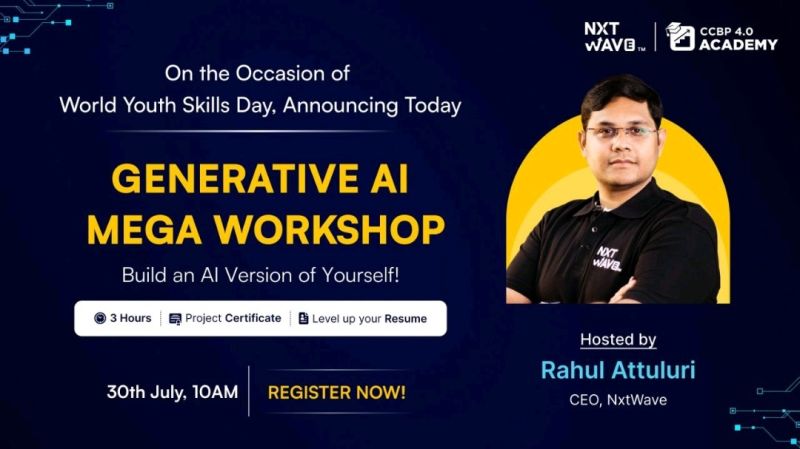 NXT
WAVE™
CCBP 4.0
ACADEMY
On the Occasion of
World Youth Skills Day, Announcing Today
GENERATIVE AI
MEGA WORKSHOP
Build an AI Version of Yourself!
3 Hours
Project Certificate
Level up your Resume
30th July, 10AM
REGISTER NOW!
NXT
WAVE
Hosted by
Rahul Attuluri
CEO, NxtWave